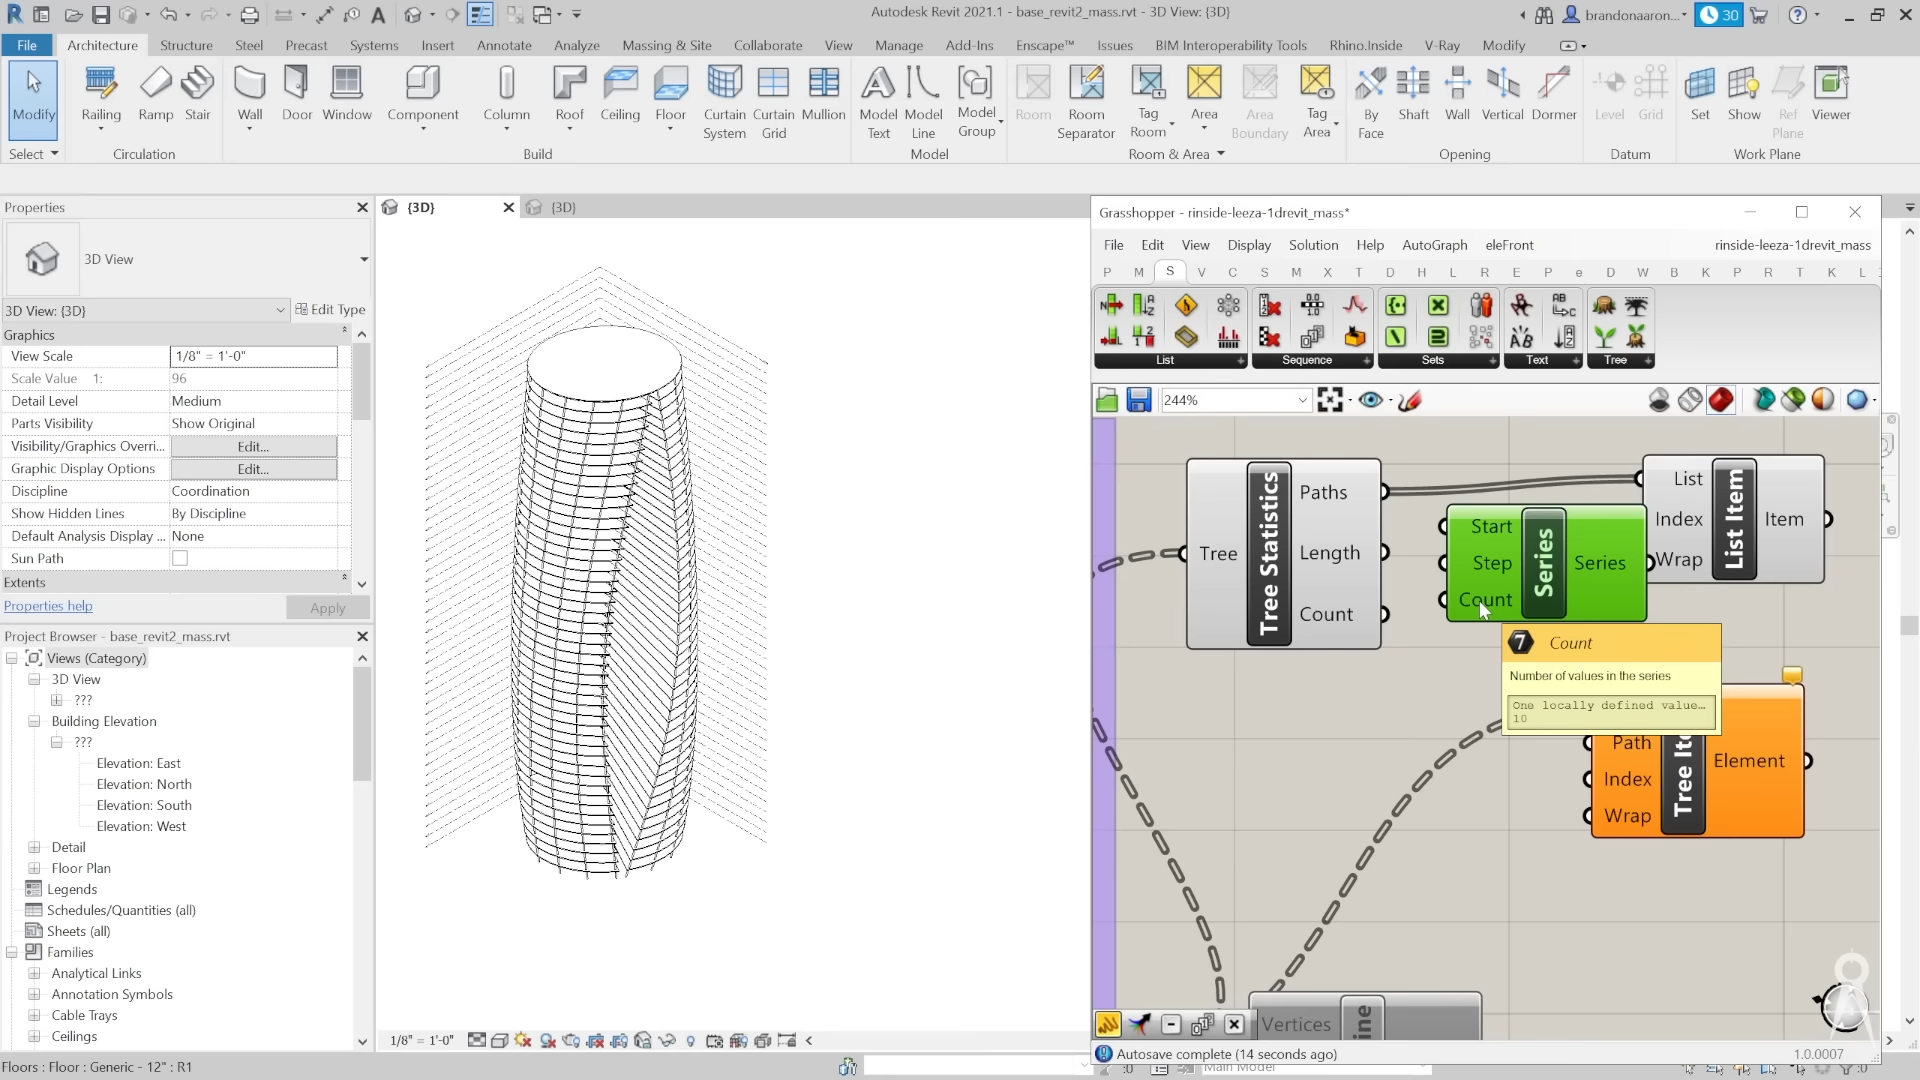 Autodesk Revit 2021.1 - base_revit2_mass.rvt - 3D View: {3D}
brandonaaron...
30
File Architecture Structure Steel Precast Systems Insert Annotate Analyze Massing & Site Collaborate View Manage Add-Ins Enscape™ Issues BIM Interoperability Tools Rhino.Inside V-Ray Modify
Modify Railing Ramp Stair Wall Door Window Component Column Roof Ceiling Curtain System Curtain Grid Floor Mullion Model Text Model Line Model Group Room Room Separator Tag Room Area Area Boundary Tag Area By Face Shaft Wall Vertical Dormer Level Grid Set Show Ref Plane Viewer
Select Circulation Build Model Room & Area Opening Datum Work Plane
Properties
{3D}
{3D}
3D View
3D View: {3D}
Edit Type
Graphics
View Scale 1/8" = 1'-0"
Scale Value 1: 96
Detail Level Medium
Parts Visibility Show Original
Visibility/Graphics Overri... Edit...
Graphic Display Options Edit...
Discipline Coordination
Show Hidden Lines By Discipline
Default Analysis Display ... None
Sun Path
Extents
Properties help
Apply
Project Browser - base_revit2_mass.rvt
Views (Category)
3D View
???
Building Elevation
???
Elevation: East
Elevation: North
Elevation: South
Elevation: West
Detail
Floor Plan
Legends
Schedules/Quantities (all)
Sheets (all)
Families
Analytical Links
Annotation Symbols
Cable Trays
Ceilings
Floors : Floor : Generic - 12" : R1
1/8" = 1'-0"
Grasshopper - rinside-leeza-1drevit_mass*
File Edit View Display Solution Help AutoGraph eleFront rinside-leeza-1drevit_mass
P M S V C S M X T D H L R E P e D W B K P R T K L
List Sequence Sets Text Tree
244%
Tree
Tree Statistics
Paths
Length
Count
Start
Step
Count
Series
Series
List
Index
Wrap
List Item
Item
7 Count
Number of values in the series
One locally defined value...
10
Path
Index
Wrap
Tree Ite
Element
Vertices
ine
Autosave complete (14 seconds ago)
1.0.0007
:0
Main Model
:0